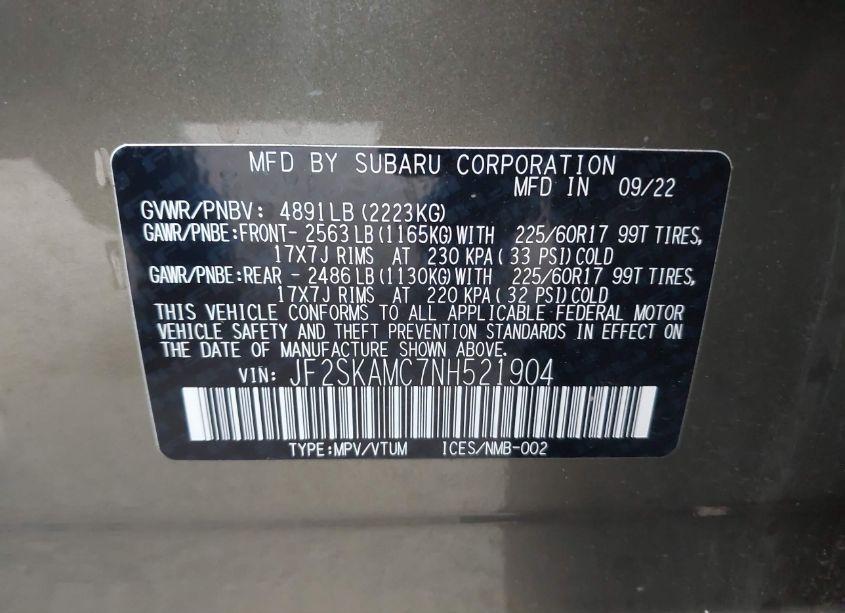 MFD BY SUBARU CORPORATION
MFD IN 09/22
GVWR/PNBV: 4891LB (2223KG)
GAWR/PNBE:FRONT- 2563LB (1165KG)WITH 225/60R17 99T TIRES,
17X7J RIMS AT 230 KPA( 33 PSI)COLD
GAWR/PNBE:REAR - 2486LB (1130KG)WITH 225/60R17 99T TIRES,
17X7J RIMS AT 220 KPA( 32 PSI)COLD
THIS VEHICLE CONFORMS TO ALL APPLICABLE FEDERAL MOTOR
VEHICLE SAFETY AND THEFT PREVENTION STANDARDS IN EFFECT ON
THE DATE OF MANUFACTURE SHOWN ABOVE.
VIN: JF2SKAMC7NH521904
TYPE:MPV/VTUM ICES/NMB-002